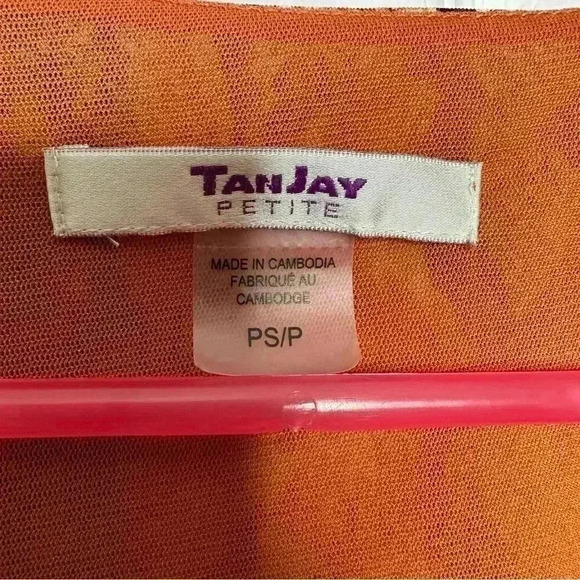 TANJAY
PETITE
MADE IN CAMBODIA
FABRIQUÉ AU
CAMBODGE
PS/P